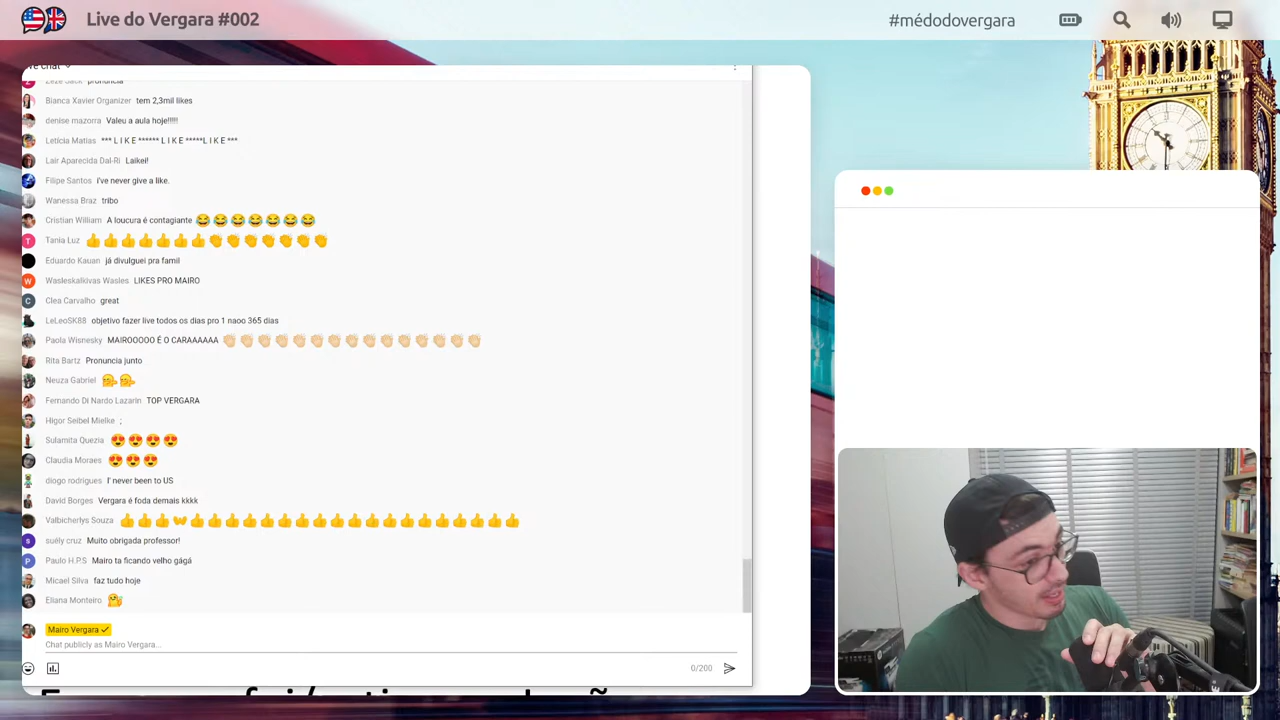 Live do Vergara #002
#médodovergara
ve chat
Zezé Sack pronuncia
Bianca Xavier Organizer tem 2,3mil likes
denise mazorra Valeu a aula hoje!!!!!
Letícia Matias *** L I K E ****** L I K E *****L I K E ***
Lair Aparecida Dal-Ri Laikei!
Filipe Santos i've never give a like.
Wanessa Braz tribo
Cristian William A loucura é contagiante 😂😂😂😂😂😂😂
T Tania Luz 👍👍👍👍👍👍👍👏👏👏👏👏👏👏
Eduardo Kauan já divulguei pra famil
W Wasleskalkivas Wasles LIKES PRO MAIRO
C Clea Carvalho great
LeLeoSK88 objetivo fazer live todos os dias pro 1 naoo 365 dias
Paola Wisnesky MAIROOOOO É O CARAAAAAA 👏🏻👏🏻👏🏻👏🏻👏🏻👏🏻👏🏻👏🏻👏🏻👏🏻👏🏻👏🏻👏🏻👏🏻👏🏻
Rita Bartz Pronuncia junto
Neuza Gabriel
Fernando Di Nardo Lazarin TOP VERGARA
Higor Seibel Mielke ;
Sulamita Quezia 😍😍😍😍
Claudia Moraes 😍😍😍
diogo rodrigues I' never been to US
David Borges Vergara é foda demais kkkk
Valbicherlys Souza 👍👍👍👐👍👍👍👍👍👍👍👍👍👍👍👍👍👍👍👍👍👍👍
s suély cruz Muito obrigada professor!
P Paulo H.P.S Mairo ta ficando velho gágá
Micael Silva faz tudo hoje
Eliana Monteiro 🤗
Mairo Vergara ✓
Chat publicly as Mairo Vergara...
0/200